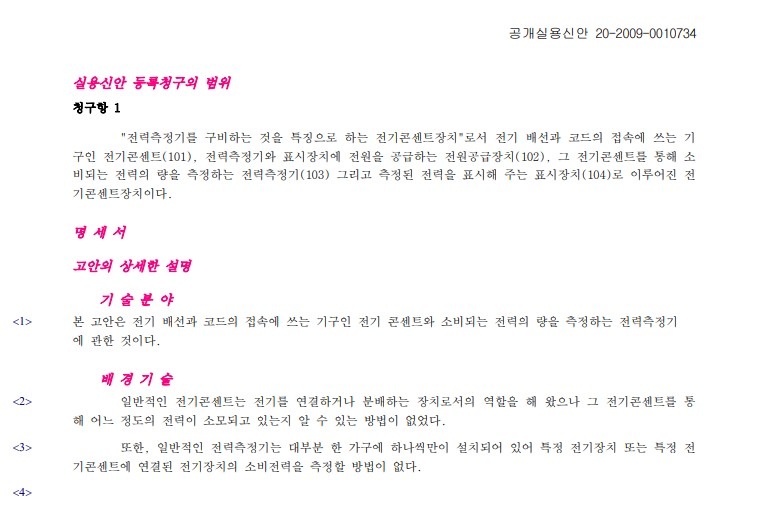 공개실용신안 20-2009-0010734
실용신안 등록청구의 범위
청구항 1
"전력측정기를 구비하는 것을 특징으로 하는 전기콘센트장치"로서 전기 배선과 코드의 접속에 쓰는 기
구인 전기콘센트(101), 전력측정기와 표시장치에 전원을 공급하는 전원공급장치(102), 그 전기콘센트를 통해 소
비되는 전력의 량을 측정하는 전력측정기(103) 그리고 측정된 전력을 표시해 주는 표시장치(104)로 이루어진 전
기콘센트장치이다.
명 세 서
고안의 상세한 설명
기 술 분 야
<1> 본 고안은 전기 배선과 코드의 접속에 쓰는 기구인 전기 콘센트와 소비되는 전력의 량을 측정하는 전력측정기
에 관한 것이다.
배 경 기 술
<2> 일반적인 전기콘센트는 전기를 연결하거나 분배하는 장치로서의 역할을 해 왔으나 그 전기콘센트를 통
해 어느 정도의 전력이 소모되고 있는지 알 수 있는 방법이 없었다.
<3> 또한, 일반적인 전력측정기는 대부분 한 가구에 하나씩만이 설치되어 있어 특정 전기장치 또는 특정 전
기콘센트에 연결된 전기장치의 소비전력을 측정할 방법이 없다.
<4>